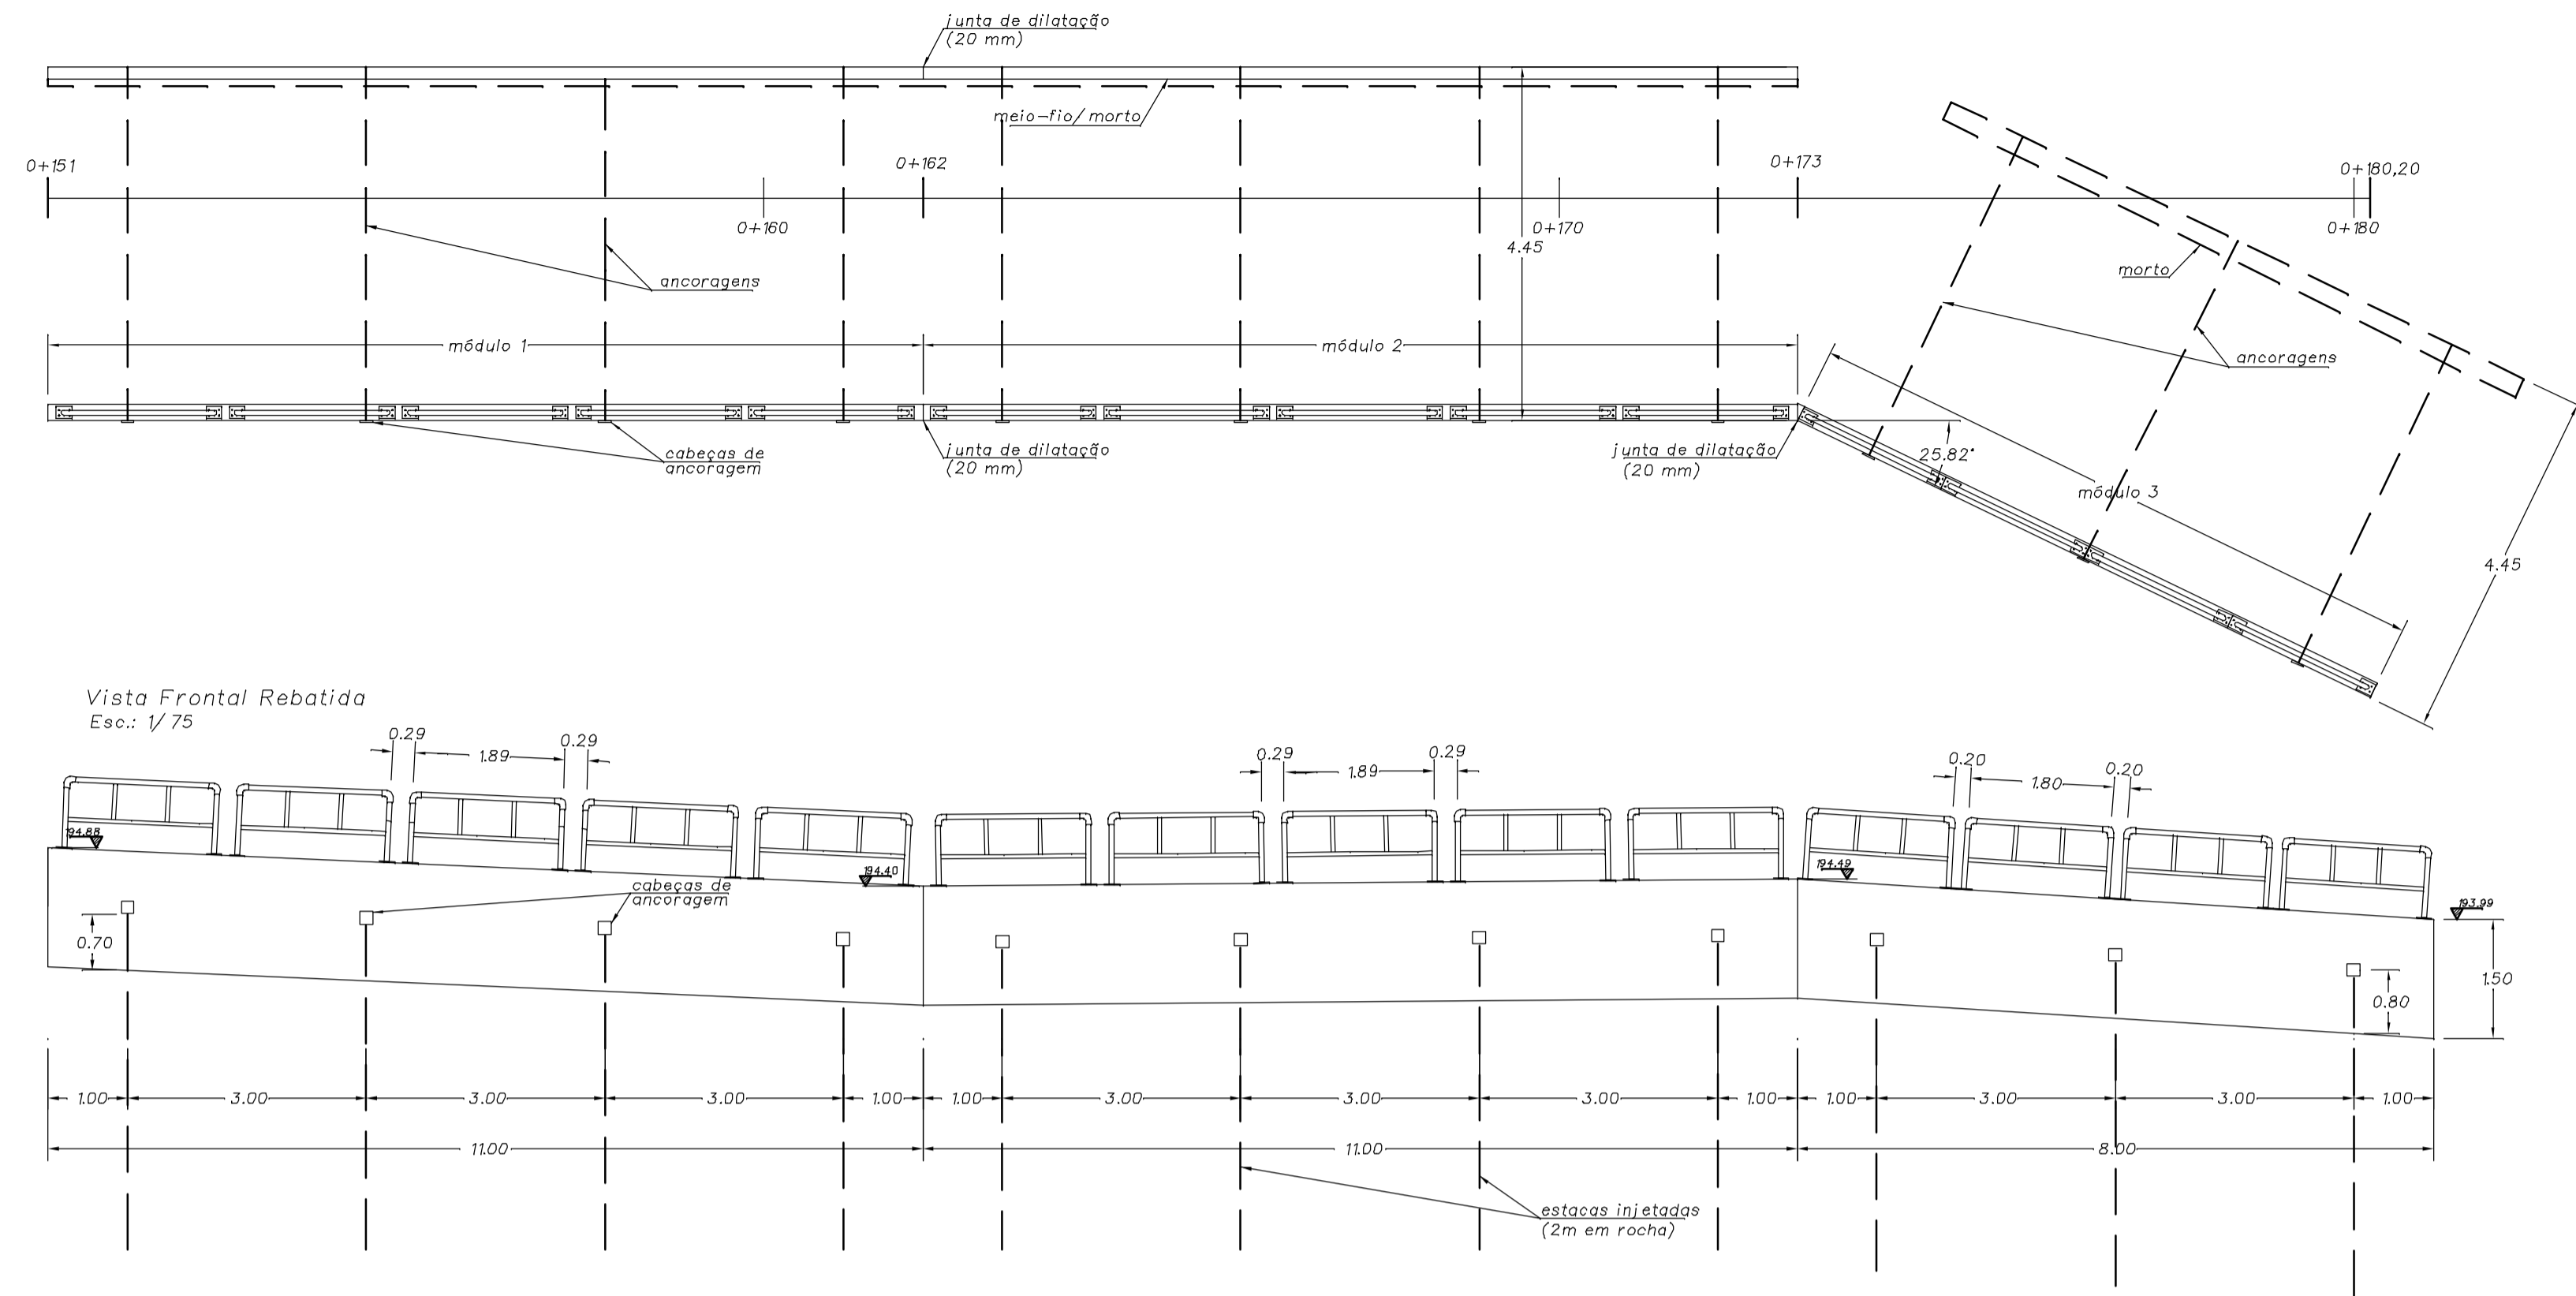 junta de dilatação
(20 mm)
meio-fio/morto
0+151
0+162
0+173
0+180,20
0+160
0+170
0+180
4.45
ancoragens
morto
ancoragens
módulo 1
módulo 2
cabeças de
ancoragem
junta de dilatação
(20 mm)
junta de dilatação
(20 mm)
25.82°
módulo 3
4.45
Vista Frontal Rebatida
Esc.: 1/75
0.29
1.89
0.29
0.29
1.89
0.29
0.20
1.80
0.20
194.88
194.40
194.49
193.99
cabeças de
ancoragem
0.70
1.50
0.80
1.00
3.00
3.00
3.00
1.00
1.00
3.00
3.00
3.00
1.00
1.00
3.00
3.00
1.00
11.00
11.00
8.00
estacas injetadas
(2m em rocha)